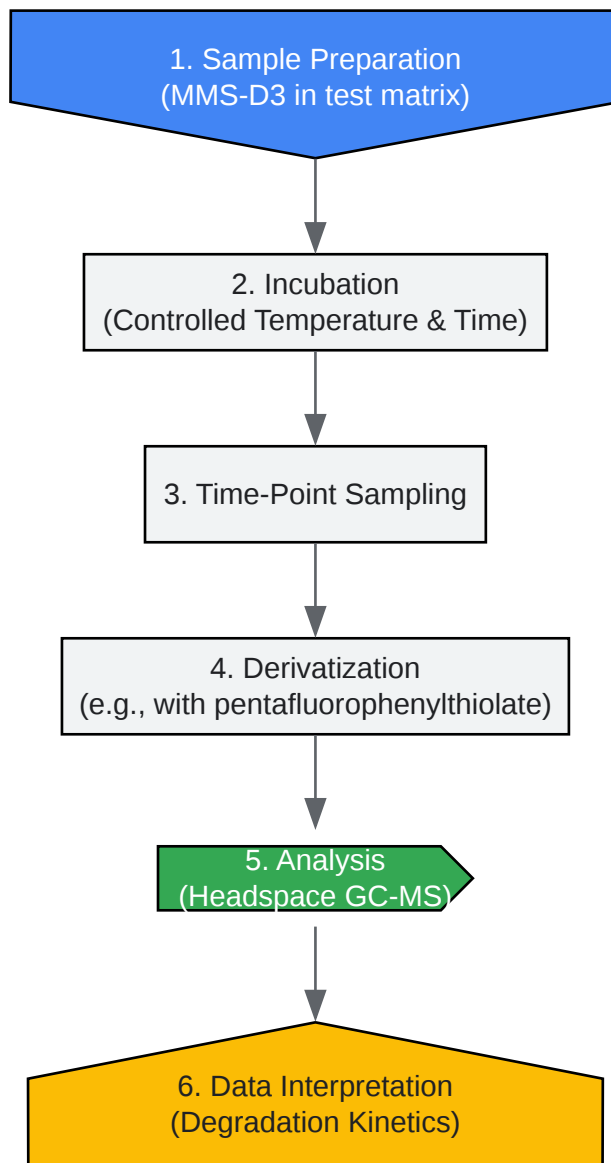 1. Sample Preparation
(MMS-D3 in test matrix)
2. Incubation
(Controlled Temperature & Time)
3. Time-Point Sampling
4. Derivatization
(e.g., with pentafluorophenylthiolate)
5. Analysis
(Headspace GC-MS)
6. Data Interpretation
(Degradation Kinetics)